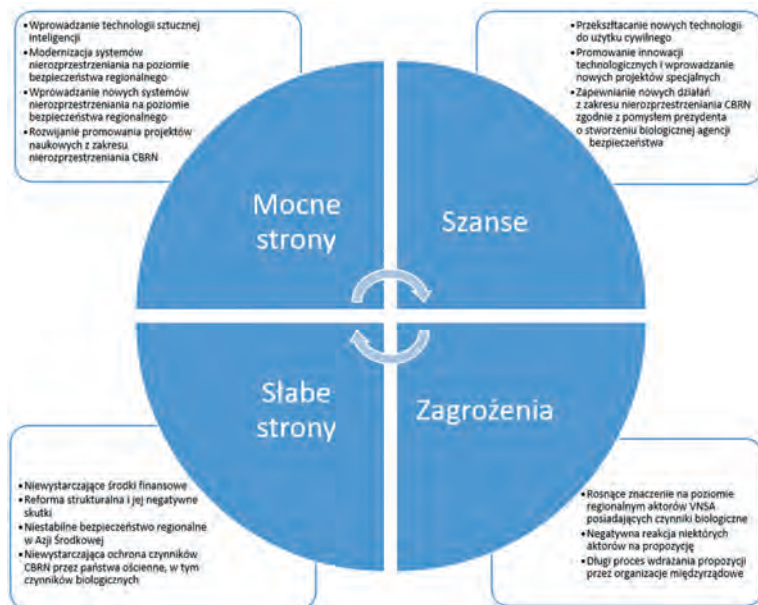 •Wprowadzanie technologii sztucznej
inteligencji
•Modernizacja systemów
nierozprzestrzeniania na poziomie
bezpieczeństwa regionalnego
•Wprowadzanie nowych systemów
nierozprzestrzeniania na poziomie
bezpieczeństwa regionalnego
•Rozwijanie promowania projektów
naukowych z zakresu
nierozprzestrzeniania CBRN
•Przekształcanie nowych technologii
do użytku cywilnego
•Promowanie innowacji
technologicznych i wprowadzanie
nowych projektów specjalnych
•Zapewnianie nowych działań
z zakresu nierozprzestrzeniania CBRN
zgodnie z pomysłem prezydenta
o stworzeniu biologicznej agencji
bezpieczeństwa
Mocne
strony
Szanse
Słabe
strony
Zagrożenia
•Niewystarczające środki finansowe
•Reforma strukturalna i jej negatywne
skutki
•Niestabilne bezpieczeństwo regionalne
w Azji Środkowej
•Niewystarczająca ochrona czynników
CBRN przez państwa ościenne, w tym
czynników biologicznych
•Rosnące znaczenie na poziomie
regionalnym aktorów VNSA
posiadających czynniki biologiczne
•Negatywna reakcja niektórych
aktorów na propozycję
•Długi proces wdrażania propozycji
przez organizacje międzyrządowe